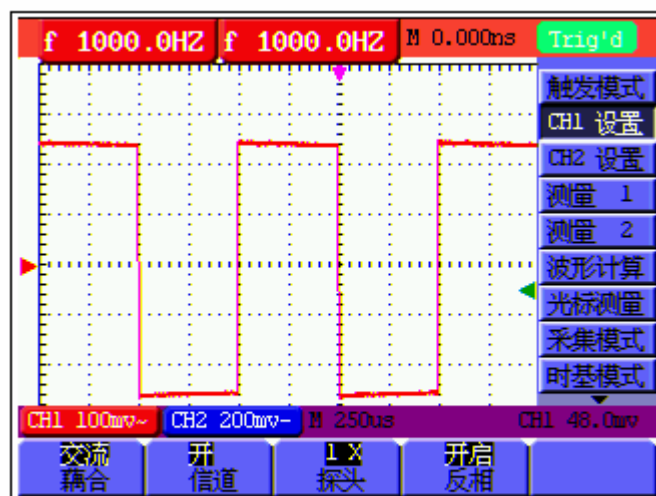 f 1000.0HZ f 1000.0HZ M 0.000ns Trig'd
触发模式
CH1 设置
CH2 设置
测量 1
测量 2
波形计算
光标测量
采集模式
时基模式
CH1 100mv~ CH2 200mv- M 250us CH1 48.0mv
交流 开 1 X 开启
藕合 信道 探头 反相